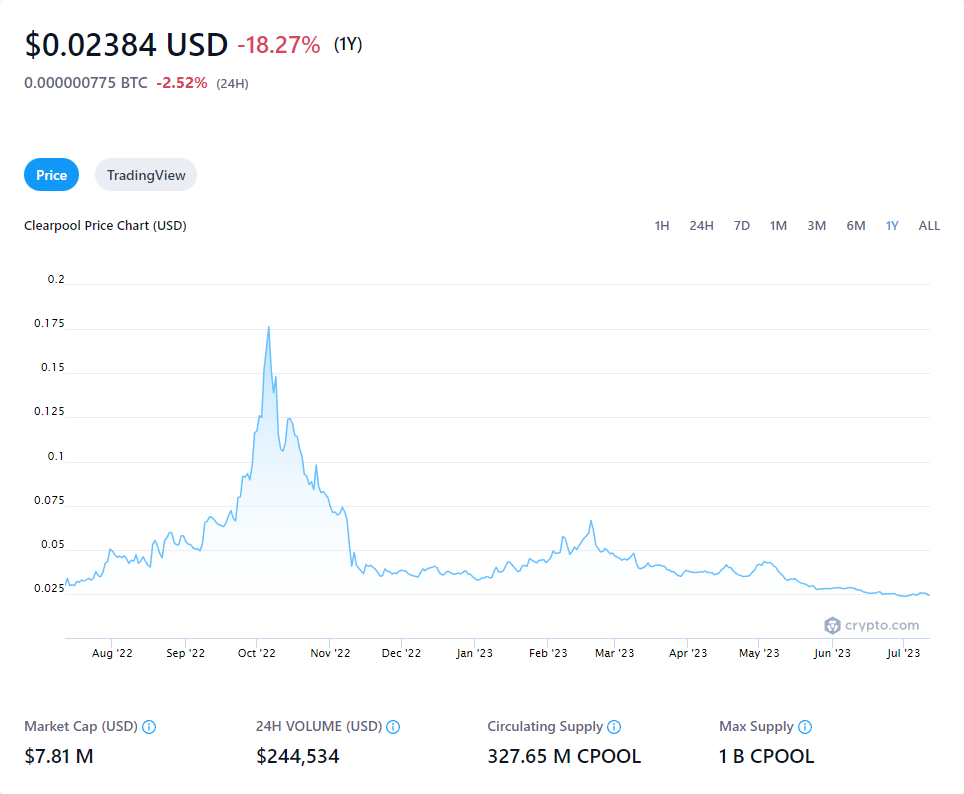 $0.02384 USD -18.27% (1Y)
0.000000775 BTC -2.52% (24H)
Price TradingView
Clearpool Price Chart (USD) 1H 24H 7D 1M 3M 6M 1Y ALL
0.2
0.175
0.15
0.125
0.1
0.075
0.05
0.025
crypto.com
Aug '22 Sep '22 Oct '22 Nov '22 Dec '22 Jan '23 Feb '23 Mar '23 Apr '23 May '23 Jun '23 Jul '23
Market Cap (USD) 24H VOLUME (USD) Circulating Supply Max Supply
$7.81 M $244,534 327.65 M CPOOL 1 B CPOOL